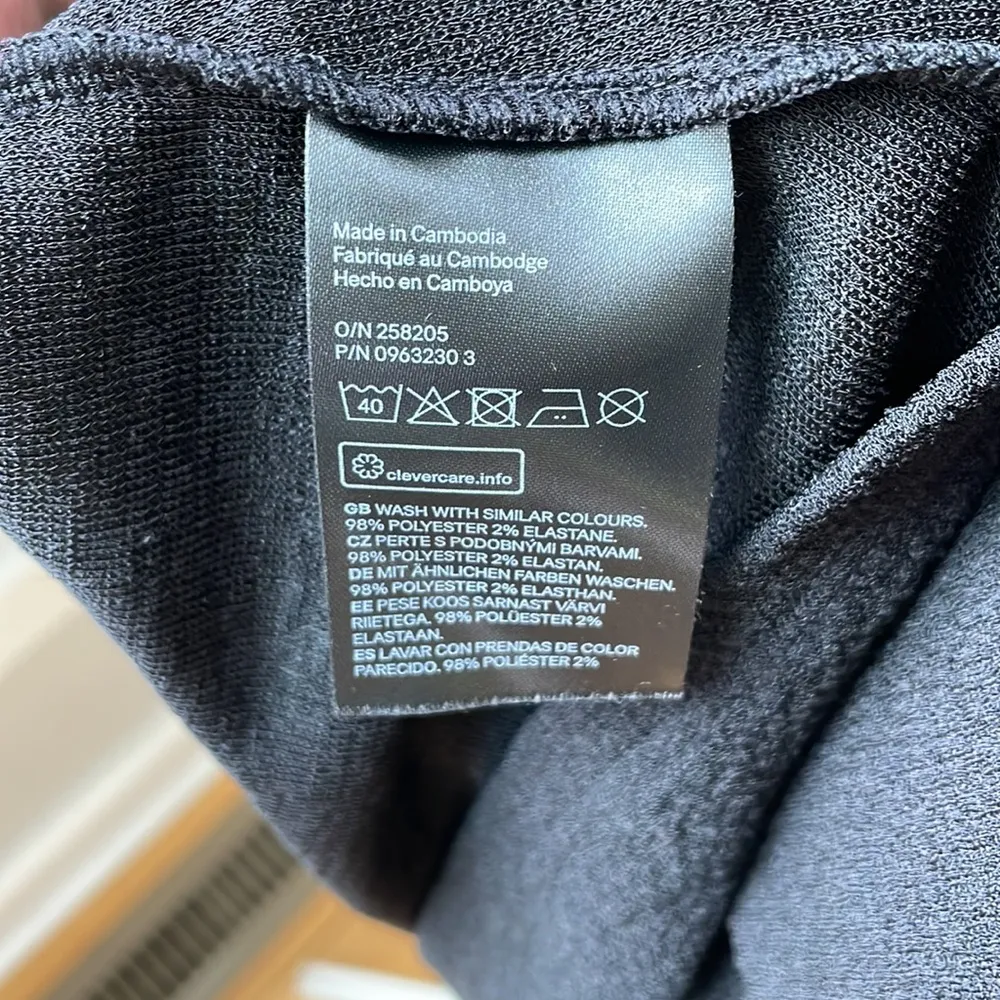 Made in Cambodia
Fabriqué au Cambodge
Hecho en Camboya
O/N 258205
P/N 0963230 3
40
clevercare.info
GB WASH WITH SIMILAR COLOURS.
98% POLYESTER 2% ELASTANE.
CZ PERTE S PODOBNÝMI BARVAMI.
98% POLYESTER 2% ELASTAN.
DE MIT ÄHNLICHEN FARBEN WASCHEN.
98% POLYESTER 2% ELASTHAN.
EE PESE KOOS SARNAST VÄRVI
RIIETEGA. 98% POLÜESTER 2%
ELASTAAN.
ES LAVAR CON PRENDAS DE COLOR
PARECIDO. 98% POLIÉSTER 2%